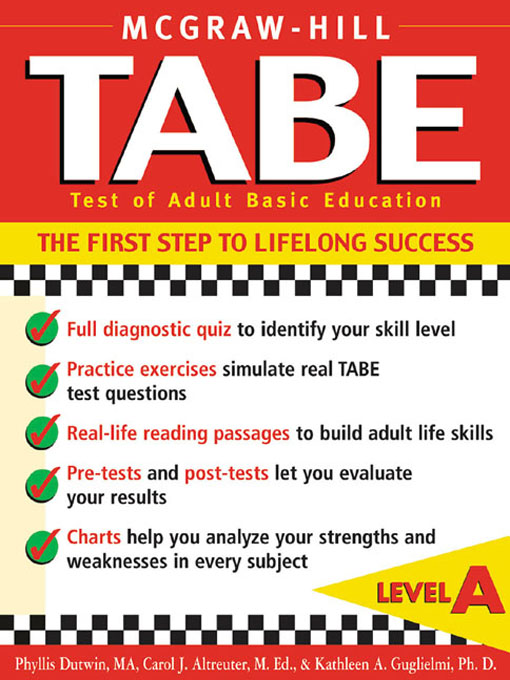 MCGRAW-HILL
TABE
Test of Adult Basic Education
THE FIRST STEP TO LIFELONG SUCCESS
Full diagnostic quiz to identify your skill level
Practice exercises simulate real TABE
test questions
Real-life reading passages to build adult life skills
Pre-tests and post-tests let you evaluate
your results
Charts help you analyze your strengths and
weaknesses in every subject
LEVEL A
Phyllis Dutwin, MA, Carol J. Altreuter, M. Ed., & Kathleen A. Guglielmi, Ph. D.